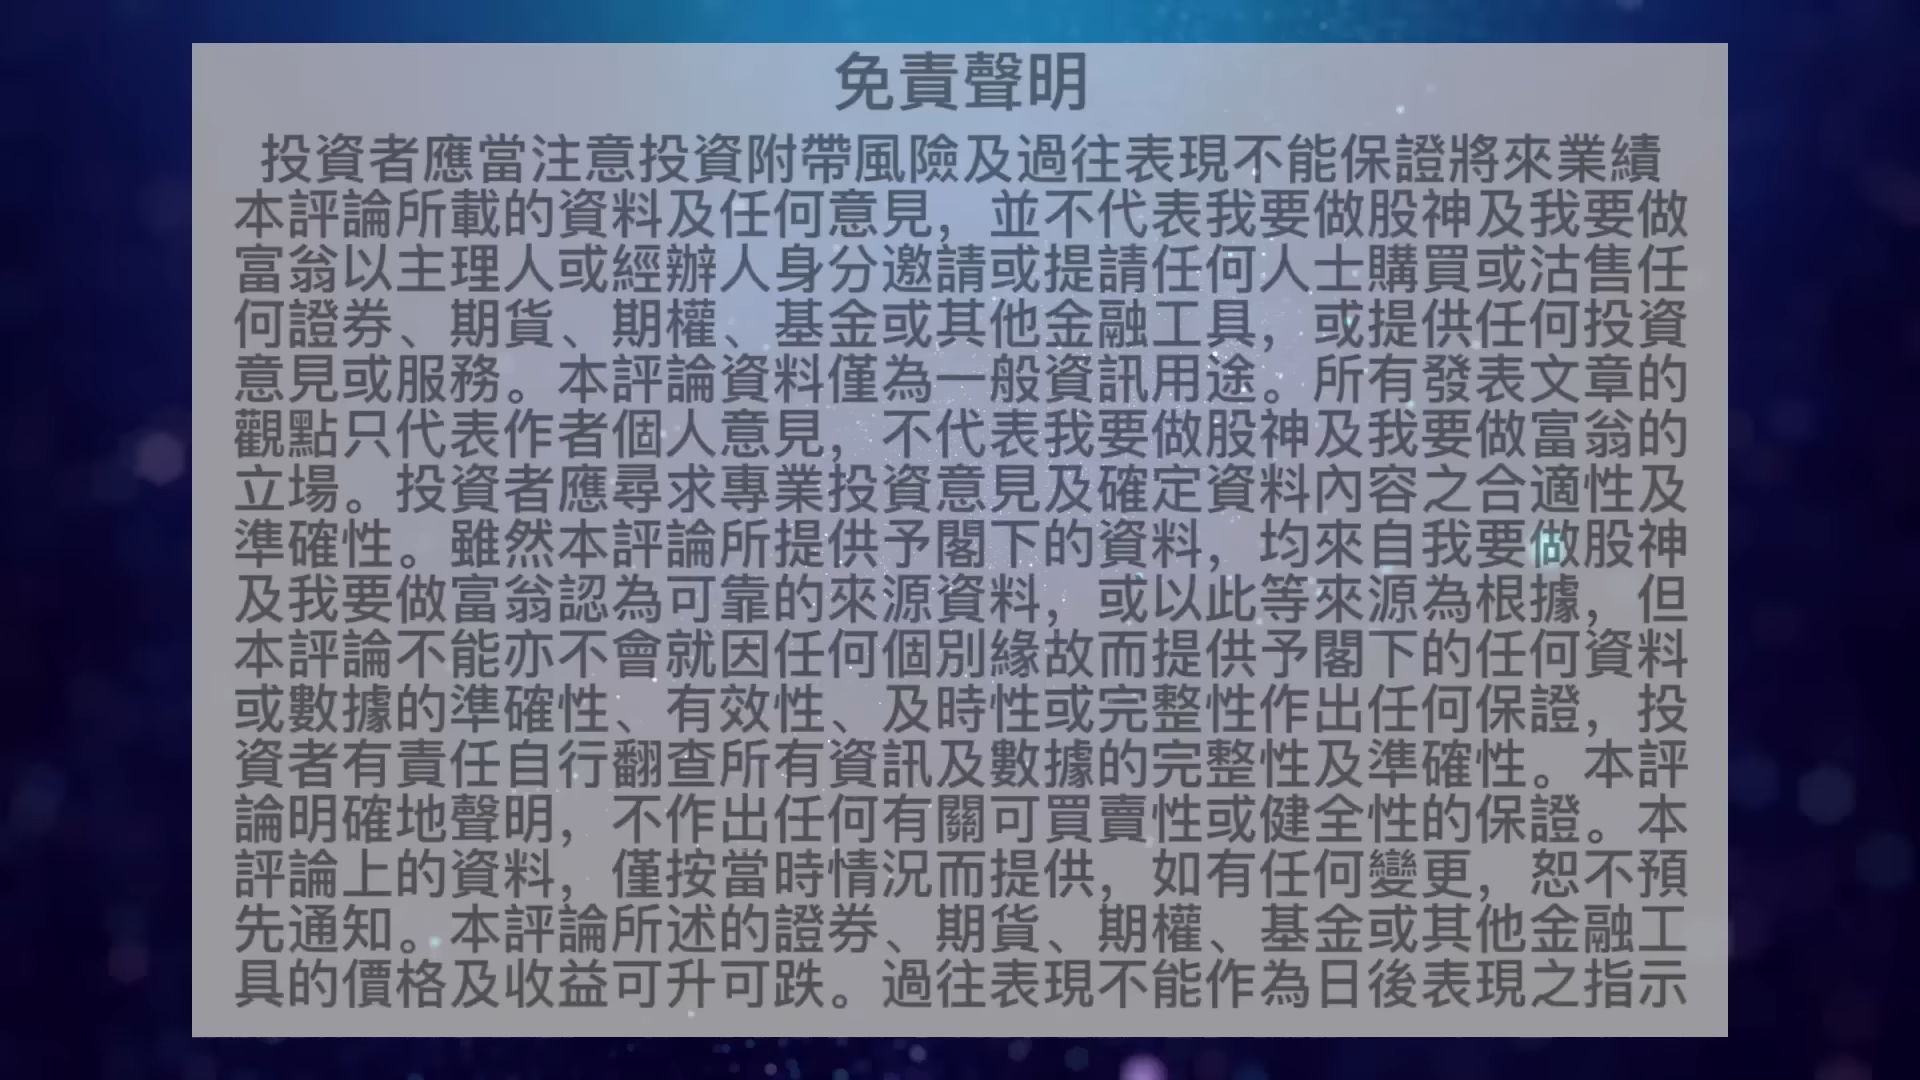 免責聲明
投資者應當注意投資附帶風險及過往表現不能保證將來業績
本評論所載的資料及任何意見，並不代表我要做股神及我要做
富翁以主理人或經辦人身分邀請或提請任何人士購買或沽售任
何證券、期貨、期權、基金或其他金融工具，或提供任何投資
意見或服務。本評論資料僅為一般資訊用途。所有發表文章的
觀點只代表作者個人意見，不代表我要做股神及我要做富翁的
立場。投資者應尋求專業投資意見及確定資料內容之合適性及
準確性。雖然本評論所提供予閣下的資料，均來自我要做股神
及我要做富翁認為可靠的來源資料，或以此等來源為根據，但
本評論不能亦不會就因任何個別緣故而提供予閣下的任何資料
或數據的準確性、有效性、及時性或完整性作出任何保證，投
資者有責任自行翻查所有資訊及數據的完整性及準確性。本評
論明確地聲明，不作出任何有關可買賣性或健全性的保證。本
評論上的資料，僅按當時情況而提供，如有任何變更，恕不預
先通知。本評論所述的證券、期貨、期權、基金或其他金融工
具的價格及收益可升可跌。過往表現不能作為日後表現之指示